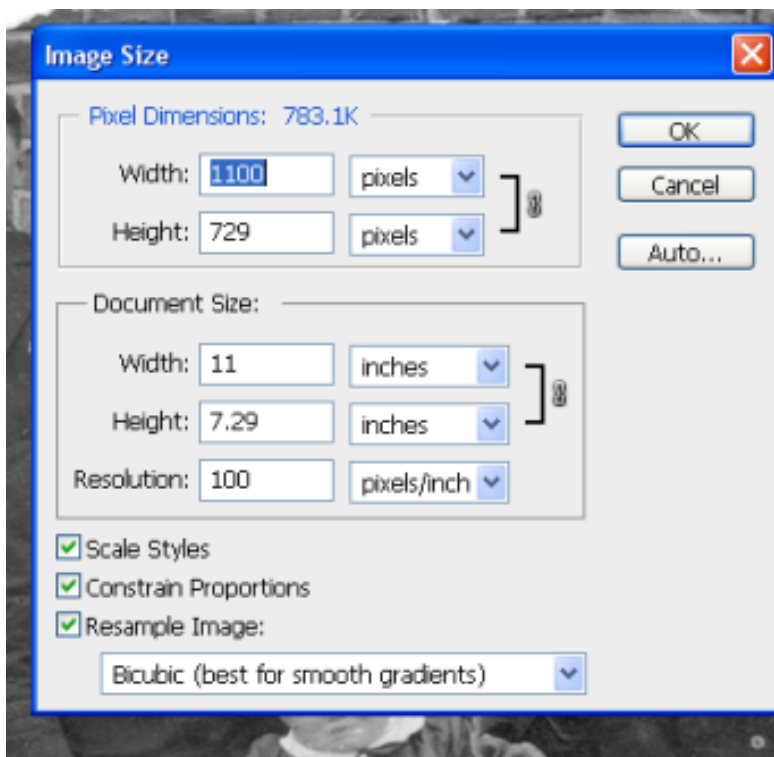 Image Size
Pixel Dimensions: 783.1K
OK
Width: 1100 pixels
Cancel
Height: 729 pixels
Auto...
Document Size:
Width: 11 inches
Height: 7.29 inches
Resolution: 100 pixels/inch
Scale Styles
Constrain Proportions
Resample Image:
Bicubic (best for smooth gradients)